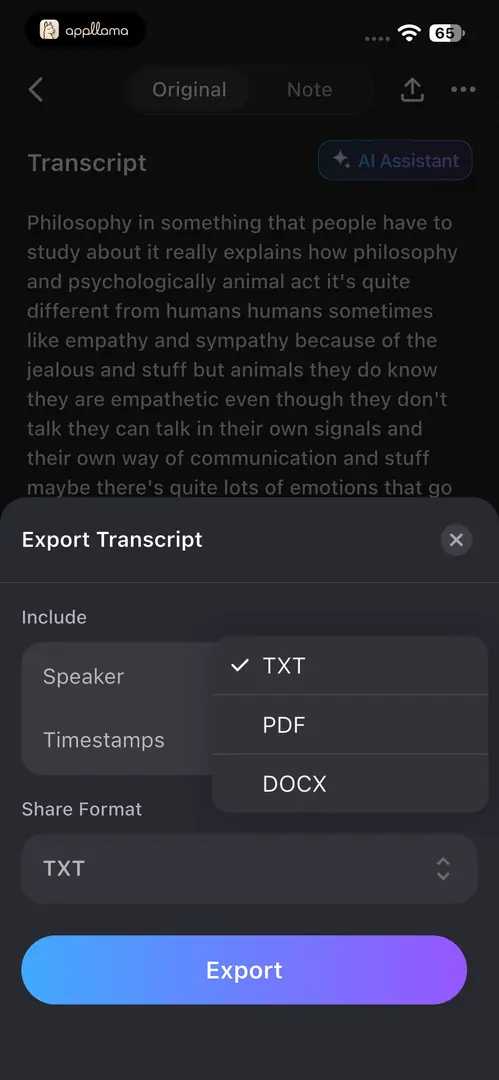 appllama
65
Original
Note
Transcript
AI Assistant
Philosophy in something that people have to
study about it really explains how philosophy
and psychologically animal act it's quite
different from humans humans sometimes
like empathy and sympathy because of the
jealous and stuff but animals they do know
they are empathetic even though they don't
talk they can talk in their own signals and
their own way of communication and stuff
maybe there's quite lots of emotions that go
Export Transcript
Include
Speaker
Timestamps
TXT
PDF
DOCX
Share Format
TXT
Export